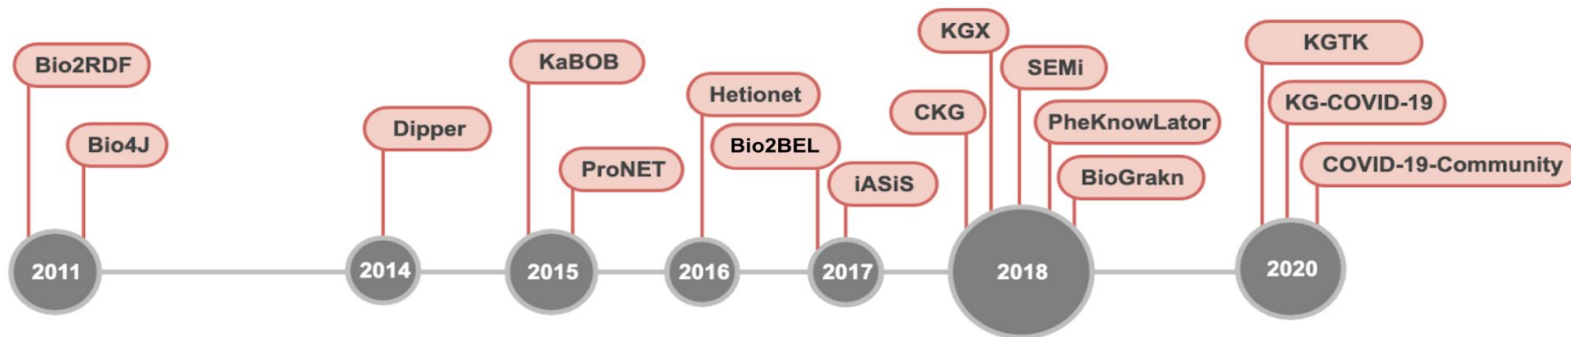 Bio2RDF
Bio4J
Dipper
KaBOB
ProNET
Hetionet
Bio2BEL
iASiS
CKG
KGX
SEMi
PheKnowLator
BioGrakn
KGTK
KG-COVID-19
COVID-19-Community
2011
2014
2015
2016
2017
2018
2020